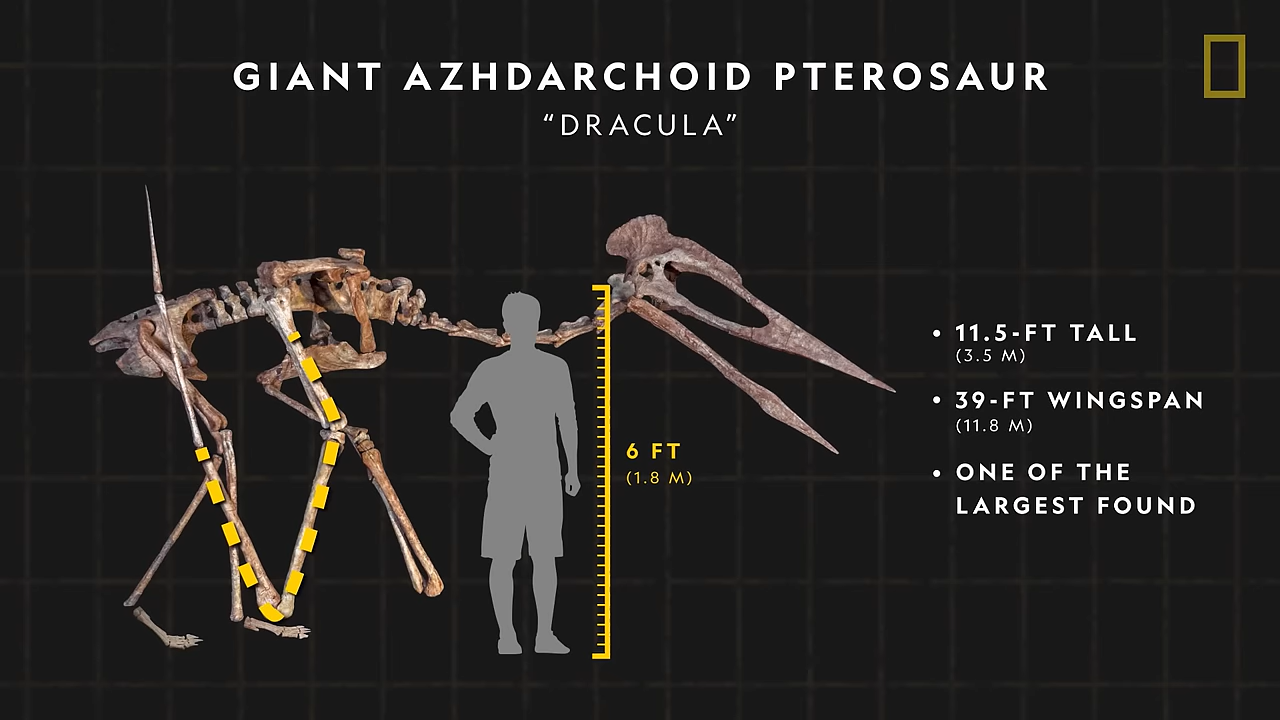 GIANT AZHDARCHOID PTEROSAUR
“DRACULA”
• 11.5-FT TALL
(3.5 M)
• 39-FT WINGSPAN
(11.8 M)
6 FT
(1.8 M)
• ONE OF THE
LARGEST FOUND